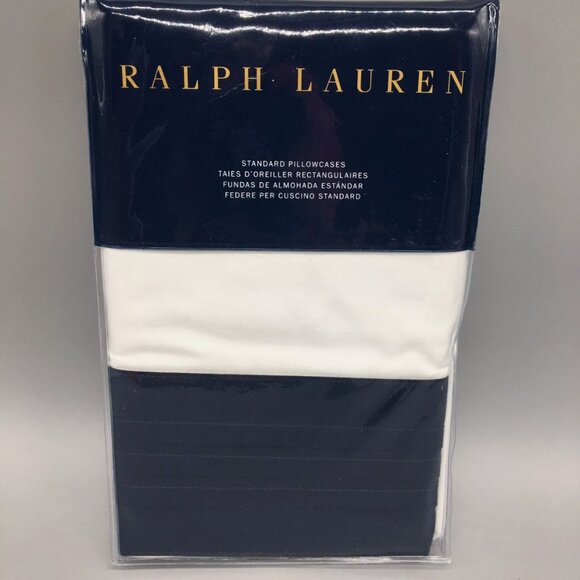 RALPH LAUREN
STANDARD PILLOWCASES
TAIES D'OREILLER RECTANGULAIRES
FUNDAS DE ALMOHADA ESTÁNDAR
FEDERE PER CUSCINO STANDARD